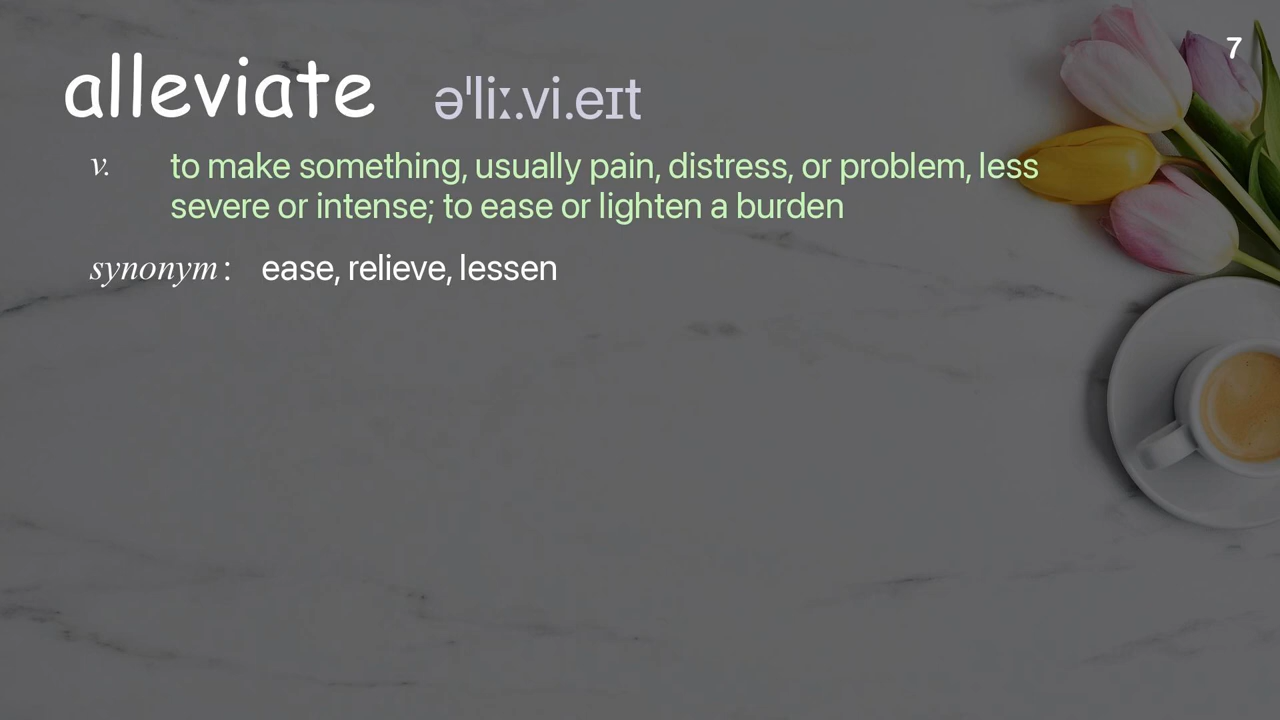 7
alleviate əˈliː.vi.eɪt
v. to make something, usually pain, distress, or problem, less
severe or intense; to ease or lighten a burden
synonym: ease, relieve, lessen